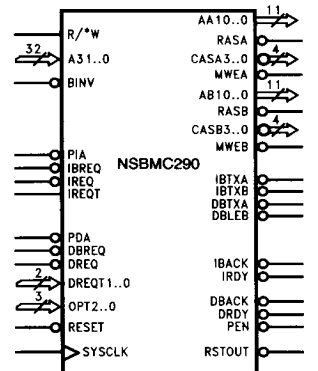 11
AA10..0
R/*W
RASA
32
4
A31..0
CASA3..0
MWEA
BINV
11
AB10..0
RASB
4
CASB3..0
MWEB
PIA
NSBMC290
IBREQ
IBTXA
IREQ
IBTXB
IREQT
DBTXA
DBLEB
PDA
DBREQ
IBACK
DREQ
IRDY
2
DREQT1..0
DBACK
3
OPT2..0
DRDY
RESET
PEN
SYSCLK
RSTOUT